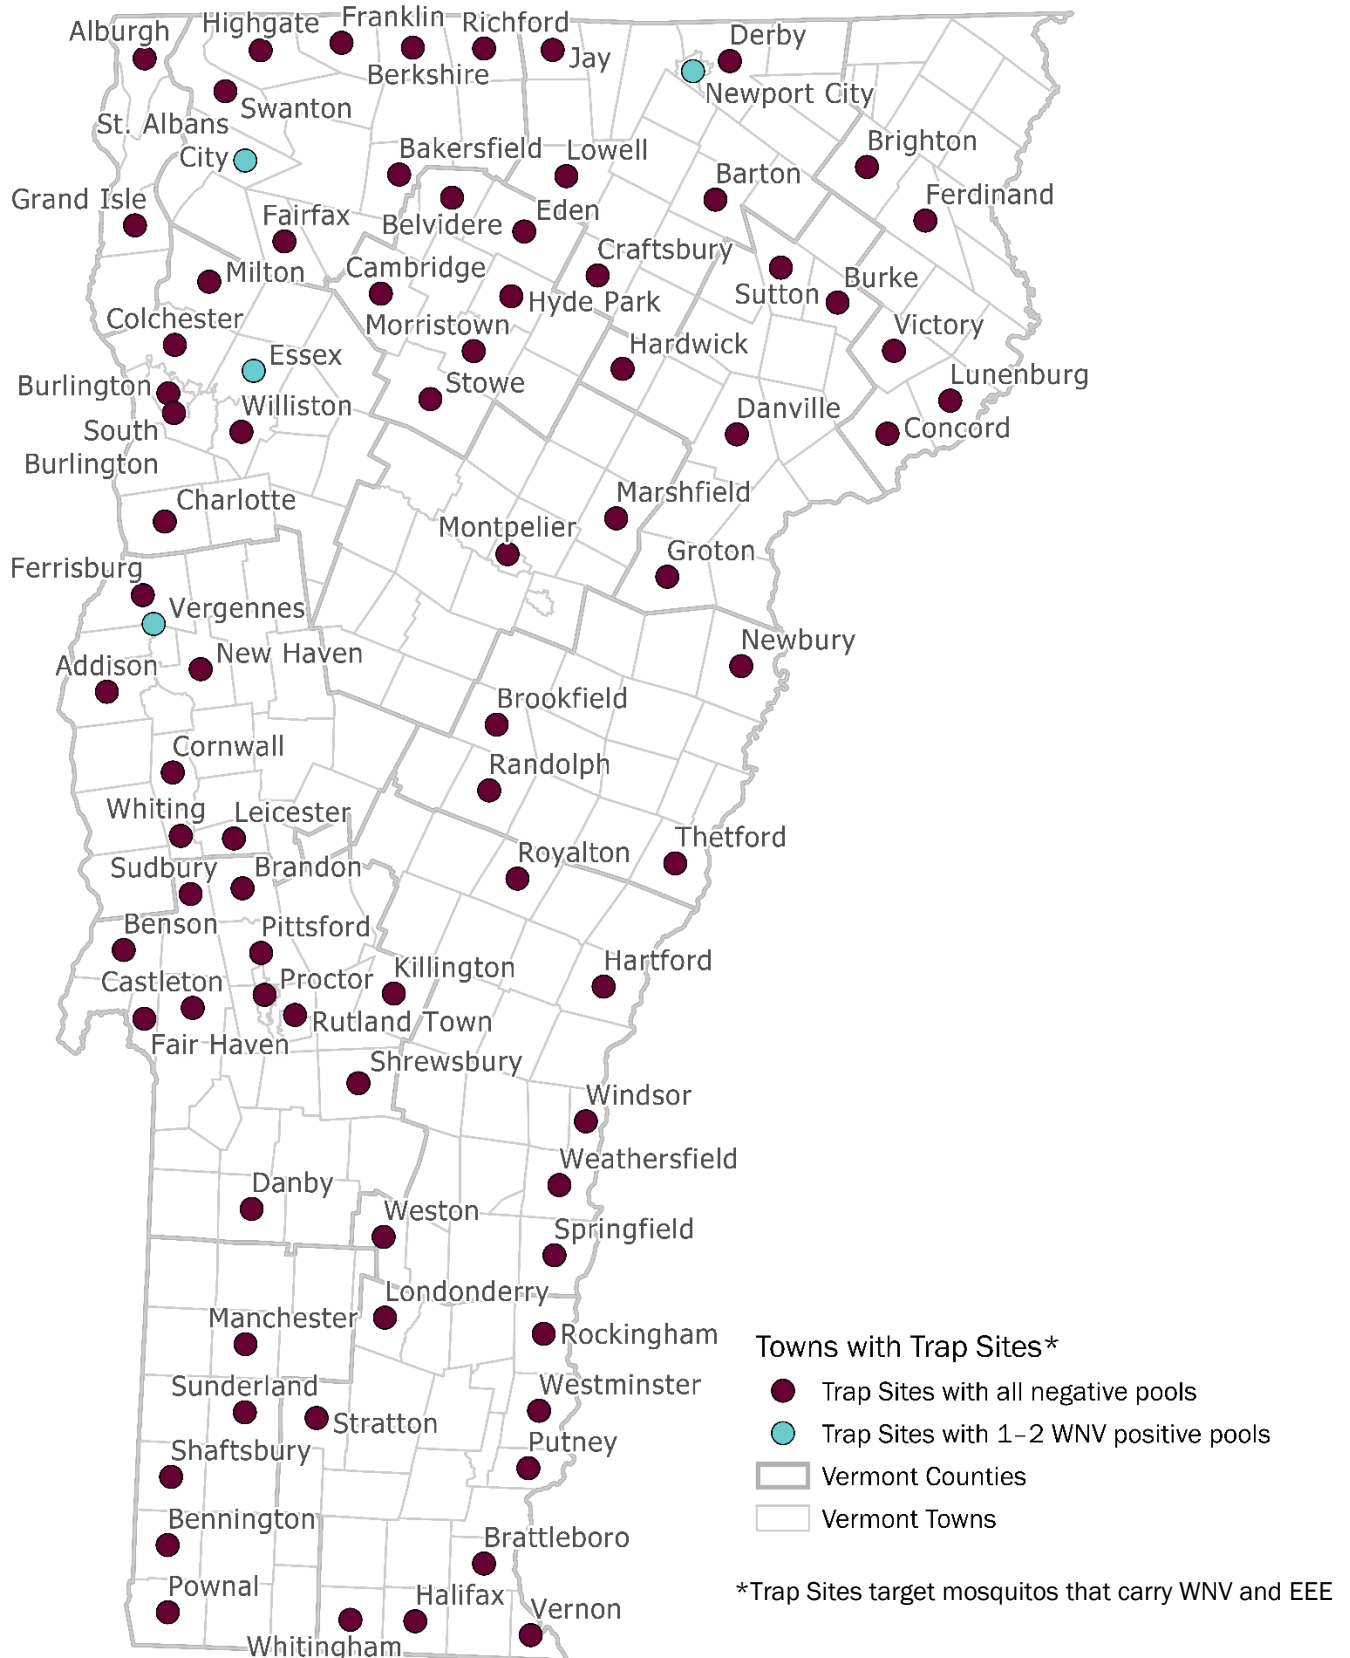 Alburgh
Highgate
Franklin
Richford
Jay
Derby
Berkshire
Newport City
Swanton
St. Albans
City
Bakersfield
Lowell
Brighton
Barton
Ferdinand
Grand Isle
Fairfax
Belvidere
Eden
Craftsbury
Milton
Cambridge
Hyde Park
Sutton
Burke
Colchester
Morristown
Hardwick
Victory
Essex
Stowe
Lunenburg
Burlington
Williston
Danville
Concord
South
Burlington
Charlotte
Marshfield
Montpelier
Groton
Ferrisburg
Vergennes
New Haven
Newbury
Addison
Brookfield
Cornwall
Randolph
Whiting
Leicester
Thetford
Sudbury
Brandon
Royalton
Benson
Pittsford
Hartford
Castleton
Proctor
Killington
Rutland Town
Fair Haven
Shrewsbury
Windsor
Weathersfield
Danby
Weston
Springfield
Londonderry
Manchester
Rockingham
Sunderland
Westminster
Stratton
Putney
Shaftsbury
Bennington
Brattleboro
Pownal
Halifax
Vernon
Whitingham
Towns with Trap Sites*
Trap Sites with all negative pools
Trap Sites with 1–2 WNV positive pools
Vermont Counties
Vermont Towns
*Trap Sites target mosquitos that carry WNV and EEE